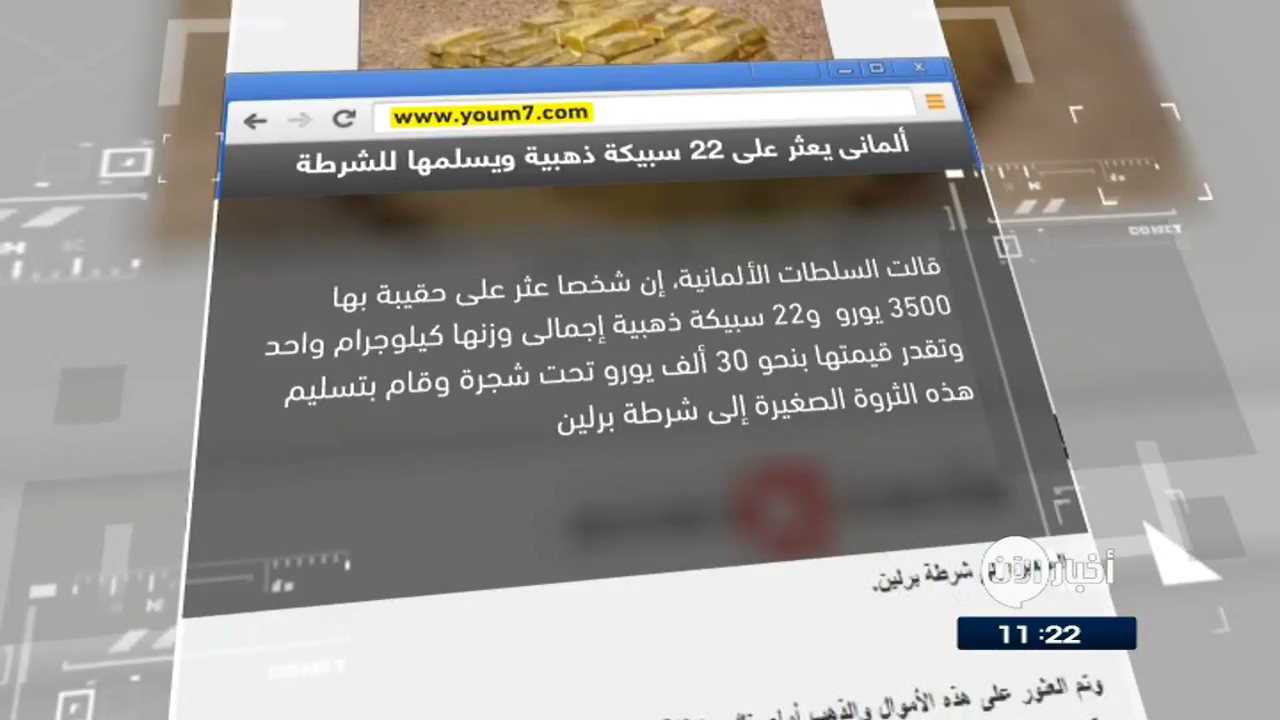 www.youm7.com
ألمانى يعثر على 22 سبيكة ذهبية ويسلمها للشرطة
قالت السلطات الألمانية، إن شخصا عثر على حقيبة بها
3500 يورو و22 سبيكة ذهبية إجمالى وزنها كيلوجرام واحد
وتقدر قيمتها بنحو 30 ألف يورو تحت شجرة وقام بتسليم
هذه الثروة الصغيرة إلى شرطة برلين
COMET
شرطة برلين.
أخبار الآن
11:22
COMET
وتم العثور على هذه الأموال والذهب أمام